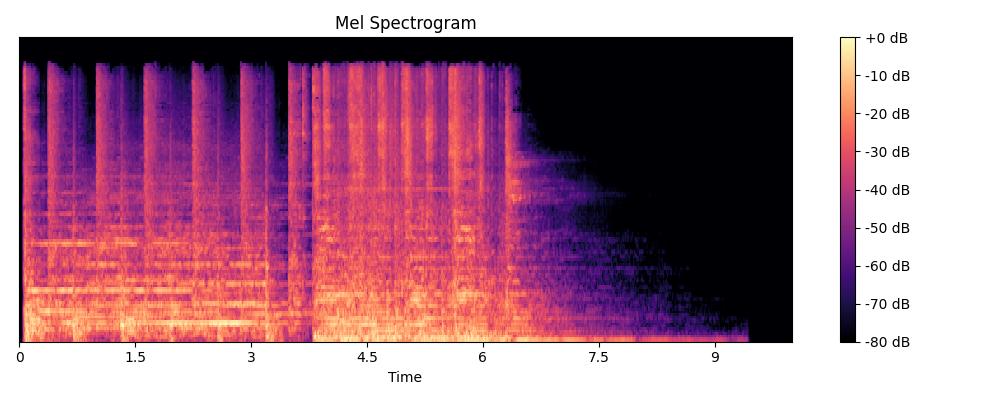 Mel Spectrogram
+0 dB
-10 dB
-20 dB
-30 dB
-40 dB
-50 dB
-60 dB
-70 dB
-80 dB
0 1.5 3 4.5 6 7.5 9
Time